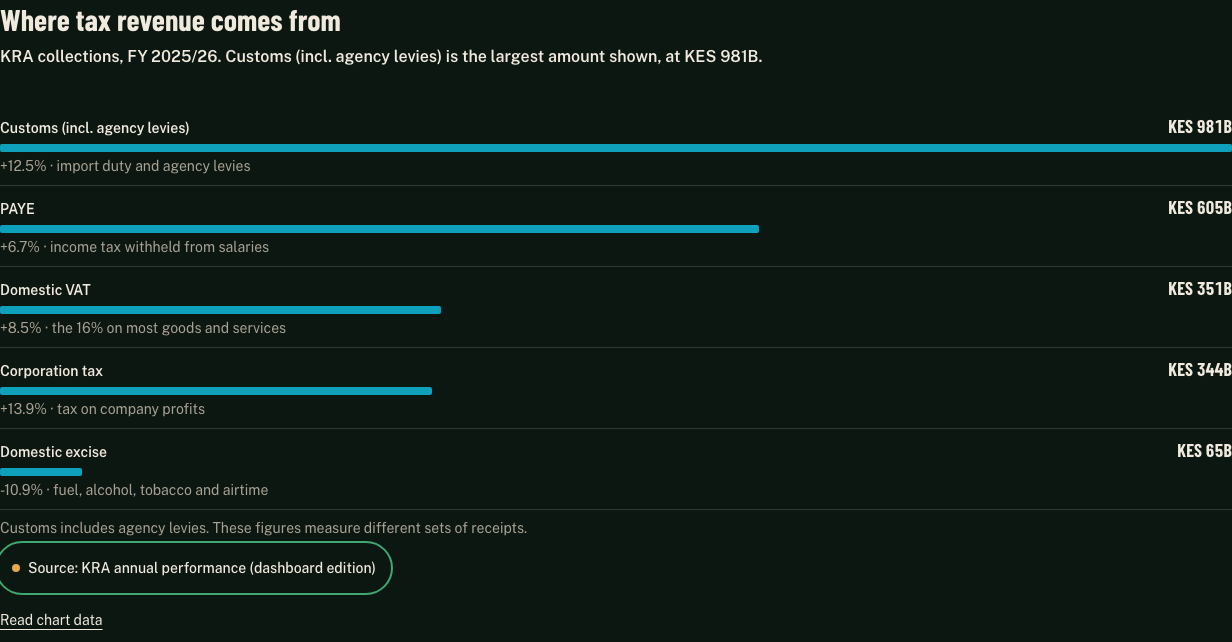 Where tax revenue comes from
KRA collections, FY 2025/26. Customs (incl. agency levies) is the largest amount shown, at KES 981B.
Customs (incl. agency levies) KES 981B
+12.5% · import duty and agency levies
PAYE KES 605B
+6.7% · income tax withheld from salaries
Domestic VAT KES 351B
+8.5% · the 16% on most goods and services
Corporation tax KES 344B
+13.9% · tax on company profits
Domestic excise KES 65B
-10.9% · fuel, alcohol, tobacco and airtime
Customs includes agency levies. These figures measure different sets of receipts.
Source: KRA annual performance (dashboard edition)
Read chart data